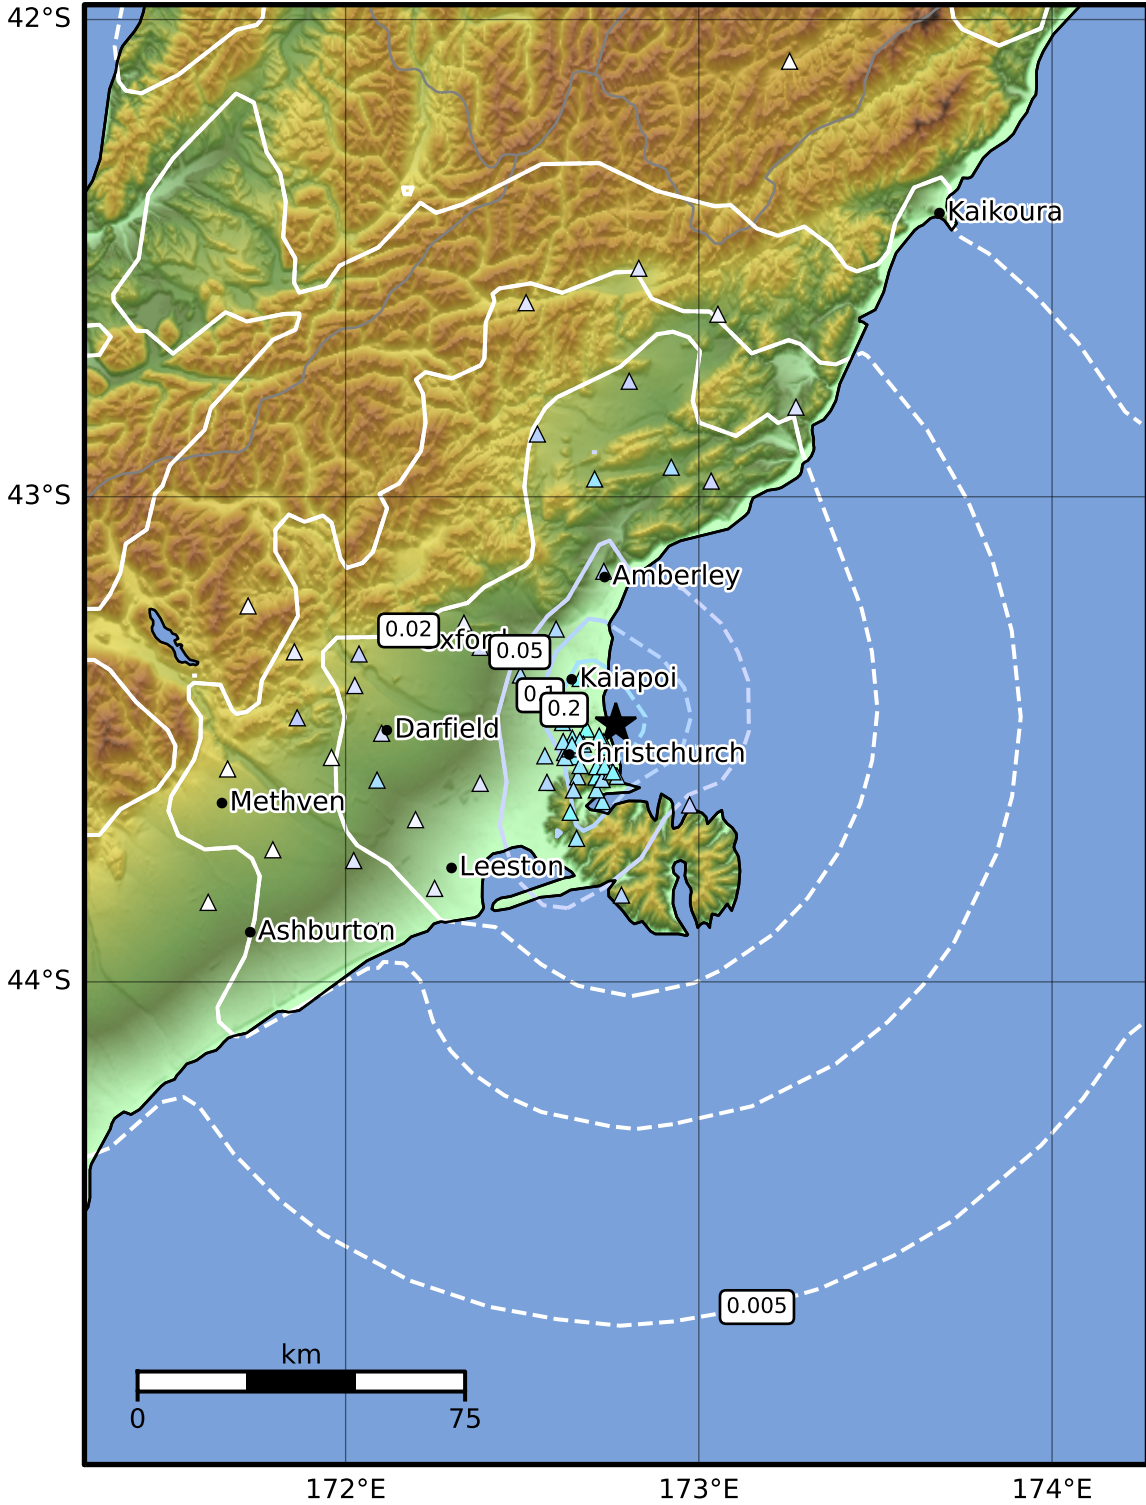 42°S
Kaikoura
43°S
Amberley
0.02
0.05
Kaiapoi
0.2
Darfield
Christchurch
Methven
Leeston
Ashburton
44°S
0.005
km
0
75
172°E
173°E
174°E